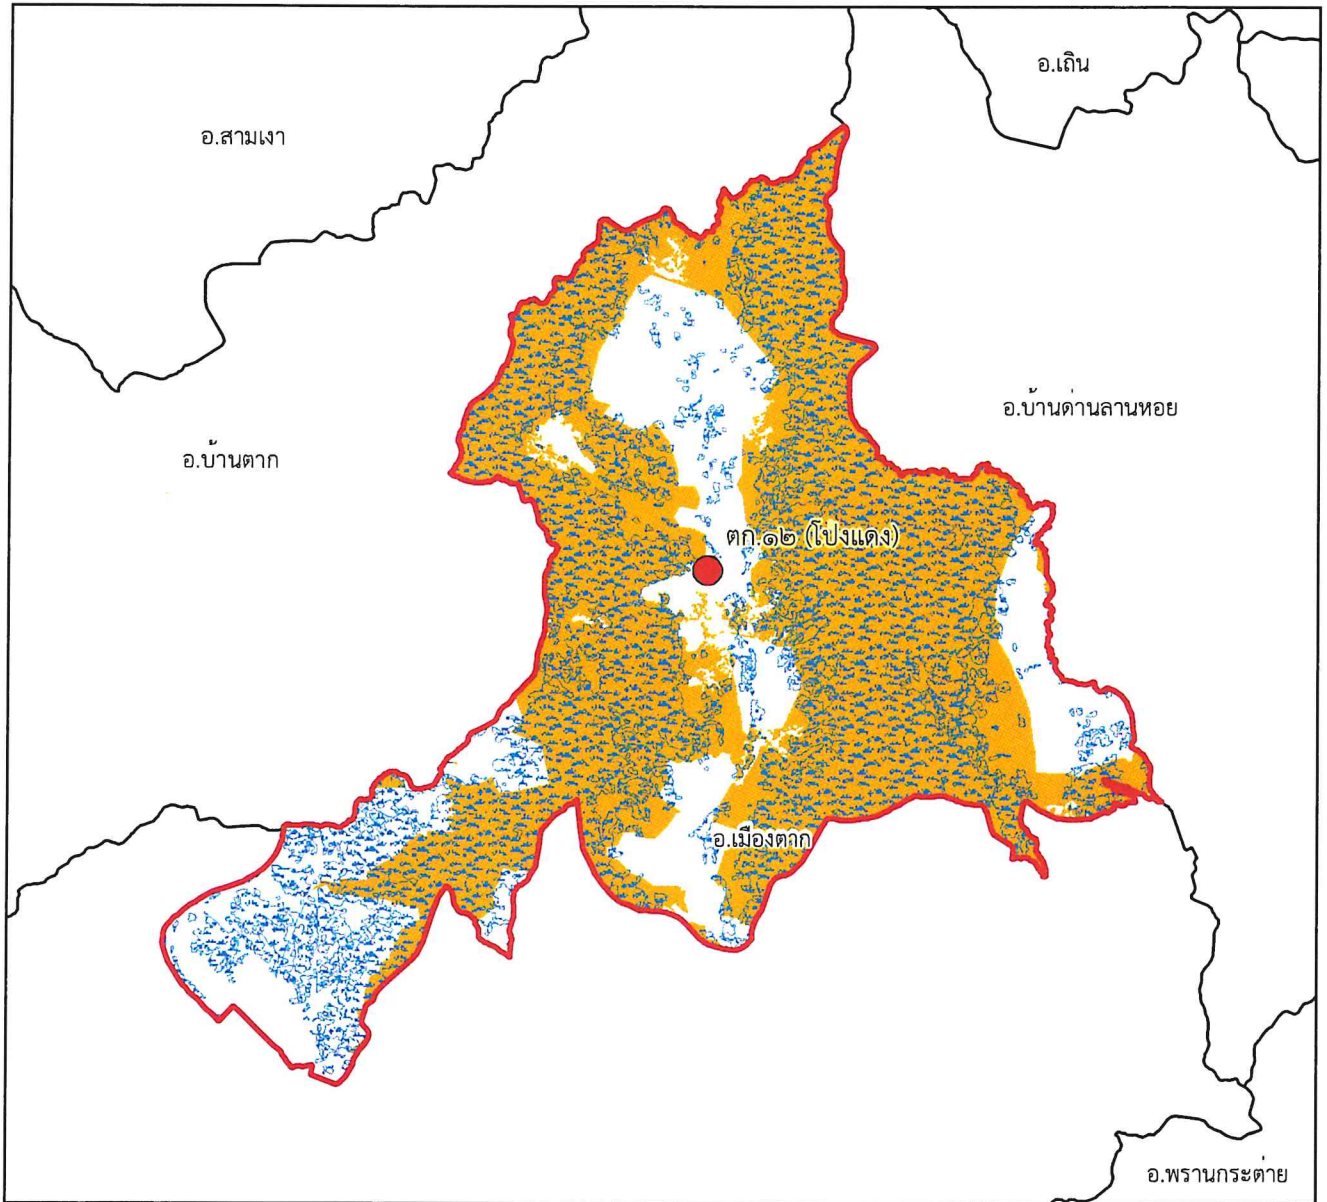 อ.เถิน
อ.สามเงา
อ.บ้านด่านลานหอย
อ.บ้านตาก
ตก.๑๒ (โป่งแดง)
อ.เมืองตาก
อ.พรานกระต่าย